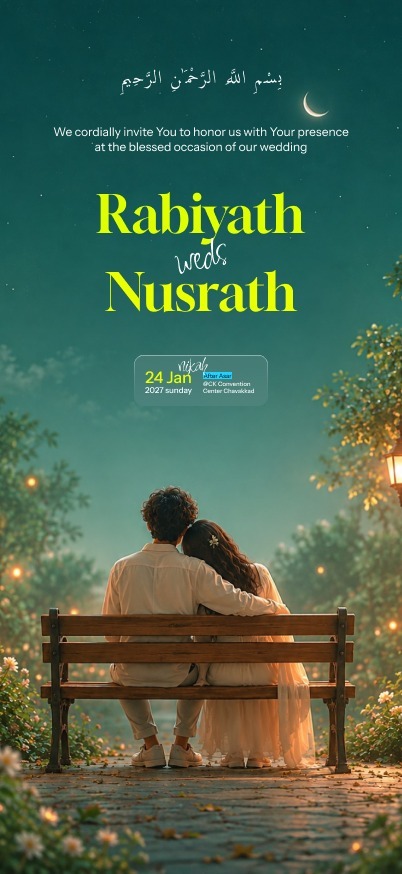 بِسْمِ اللَّهِ الرَّحْمَٰنِ الرَّحِيمِ
We cordially invite You to honor us with Your presence
at the blessed occasion of our wedding
Rabiyath
weds
Nusrath
nikah
24 Jan
2027 sunday
After Asar
@CK Convention
Center Chavakkad